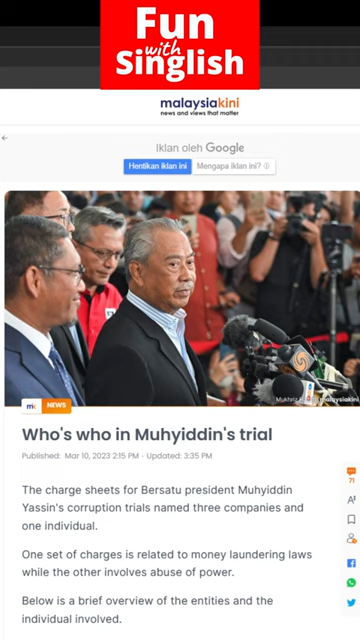 Fun
with
Singlish
malaysiakini
news and views that matter
Iklan oleh Google
Hentikan iklan ini
Mengapa iklan ini?
malaysiakini
mk NEWS
Who's who in Muhyiddin's trial
Published: Mar 10, 2023 2:15 PM · Updated: 3:35 PM
71
The charge sheets for Bersatu president Muhyiddin
Yassin's corruption trials named three companies and
one individual.
One set of charges is related to money laundering laws
while the other involves abuse of power.
Below is a brief overview of the entities and the
individual involved.